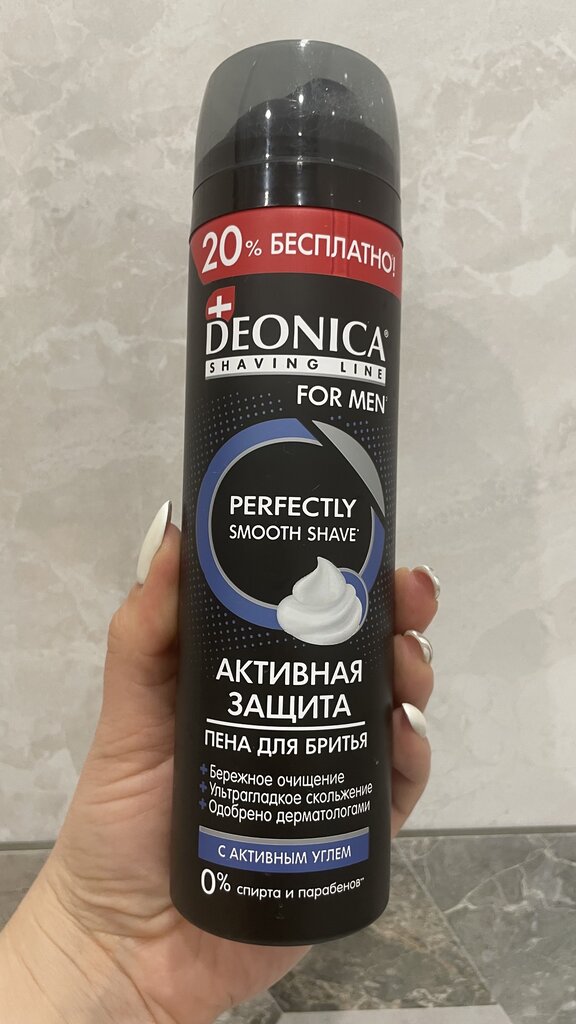 20% БЕСПЛАТНО!
DEONICA®
SHAVING LINE
FOR MEN
PERFECTLY
SMOOTH SHAVE*
АКТИВНАЯ
ЗАЩИТА
ПЕНА ДЛЯ БРИТЬЯ
+ Бережное очищение
+ Ультрагладкое скольжение
+ Одобрено дерматологами
С АКТИВНЫМ УГЛЕМ
0% спирта и парабенов**